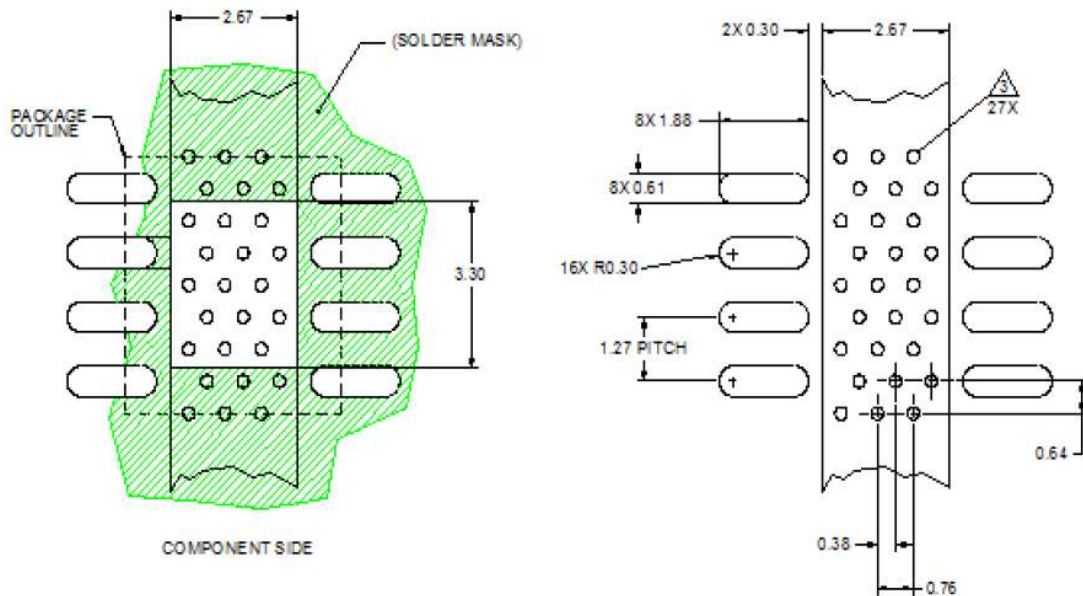 2.67
(SOLDER MASK)
PACKAGE
OUTLINE
3.30
COMPONENT SIDE
2X 0.30
2.67
3
27X
8X 1.88
8X 0.61
16X R0.30
1.27 PITCH
0.64
0.38
0.76